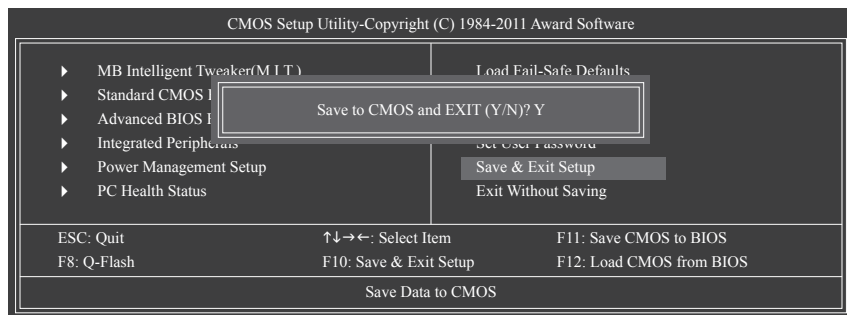 CMOS Setup Utility-Copyright (C) 1984-2011 Award Software
MB Intelligent Tweaker(M.I.T.)
Standard CMOS
Advanced BIOS
Integrated Peripherals
Power Management Setup
PC Health Status
Load Fail-Safe Defaults
Set User Password
Save & Exit Setup
Exit Without Saving
Save to CMOS and EXIT (Y/N)? Y
ESC: Quit
↑↓→←: Select Item
F11: Save CMOS to BIOS
F8: Q-Flash
F10: Save & Exit Setup
F12: Load CMOS from BIOS
Save Data to CMOS